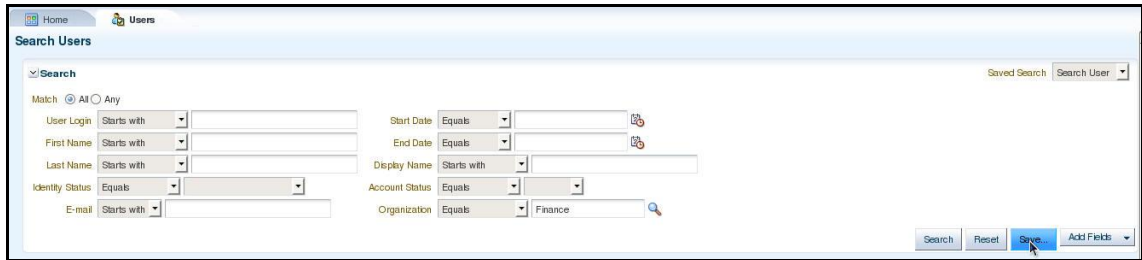 Home Users
Search Users
Search Saved Search Search User
Match All Any
User Login Starts with Start Date Equals
First Name Starts with End Date Equals
Last Name Starts with Display Name Starts with
Identity Status Equals Account Status Equals
E-mail Starts with Organization Equals Finance
Search Reset Save... Add Fields